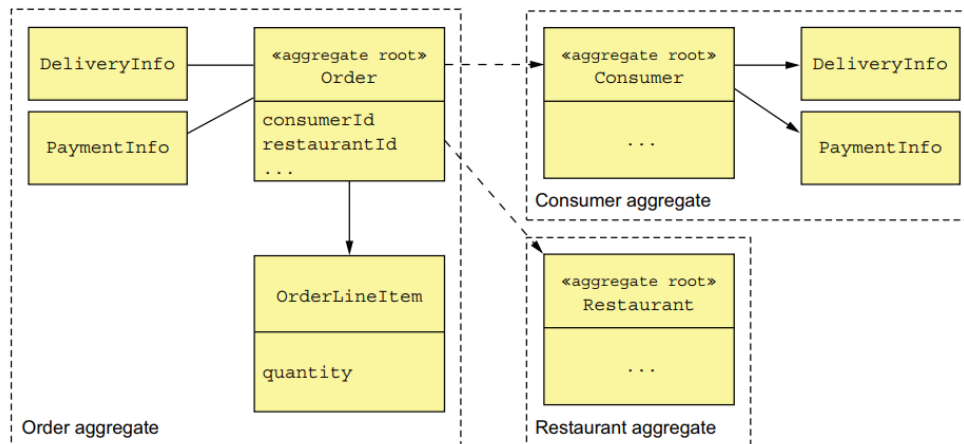 DeliveryInfo
PaymentInfo
«aggregate root»
Order
consumerId
restaurantId
...
OrderLineItem
quantity
Order aggregate
«aggregate root»
Consumer
...
DeliveryInfo
PaymentInfo
Consumer aggregate
«aggregate root»
Restaurant
...
Restaurant aggregate